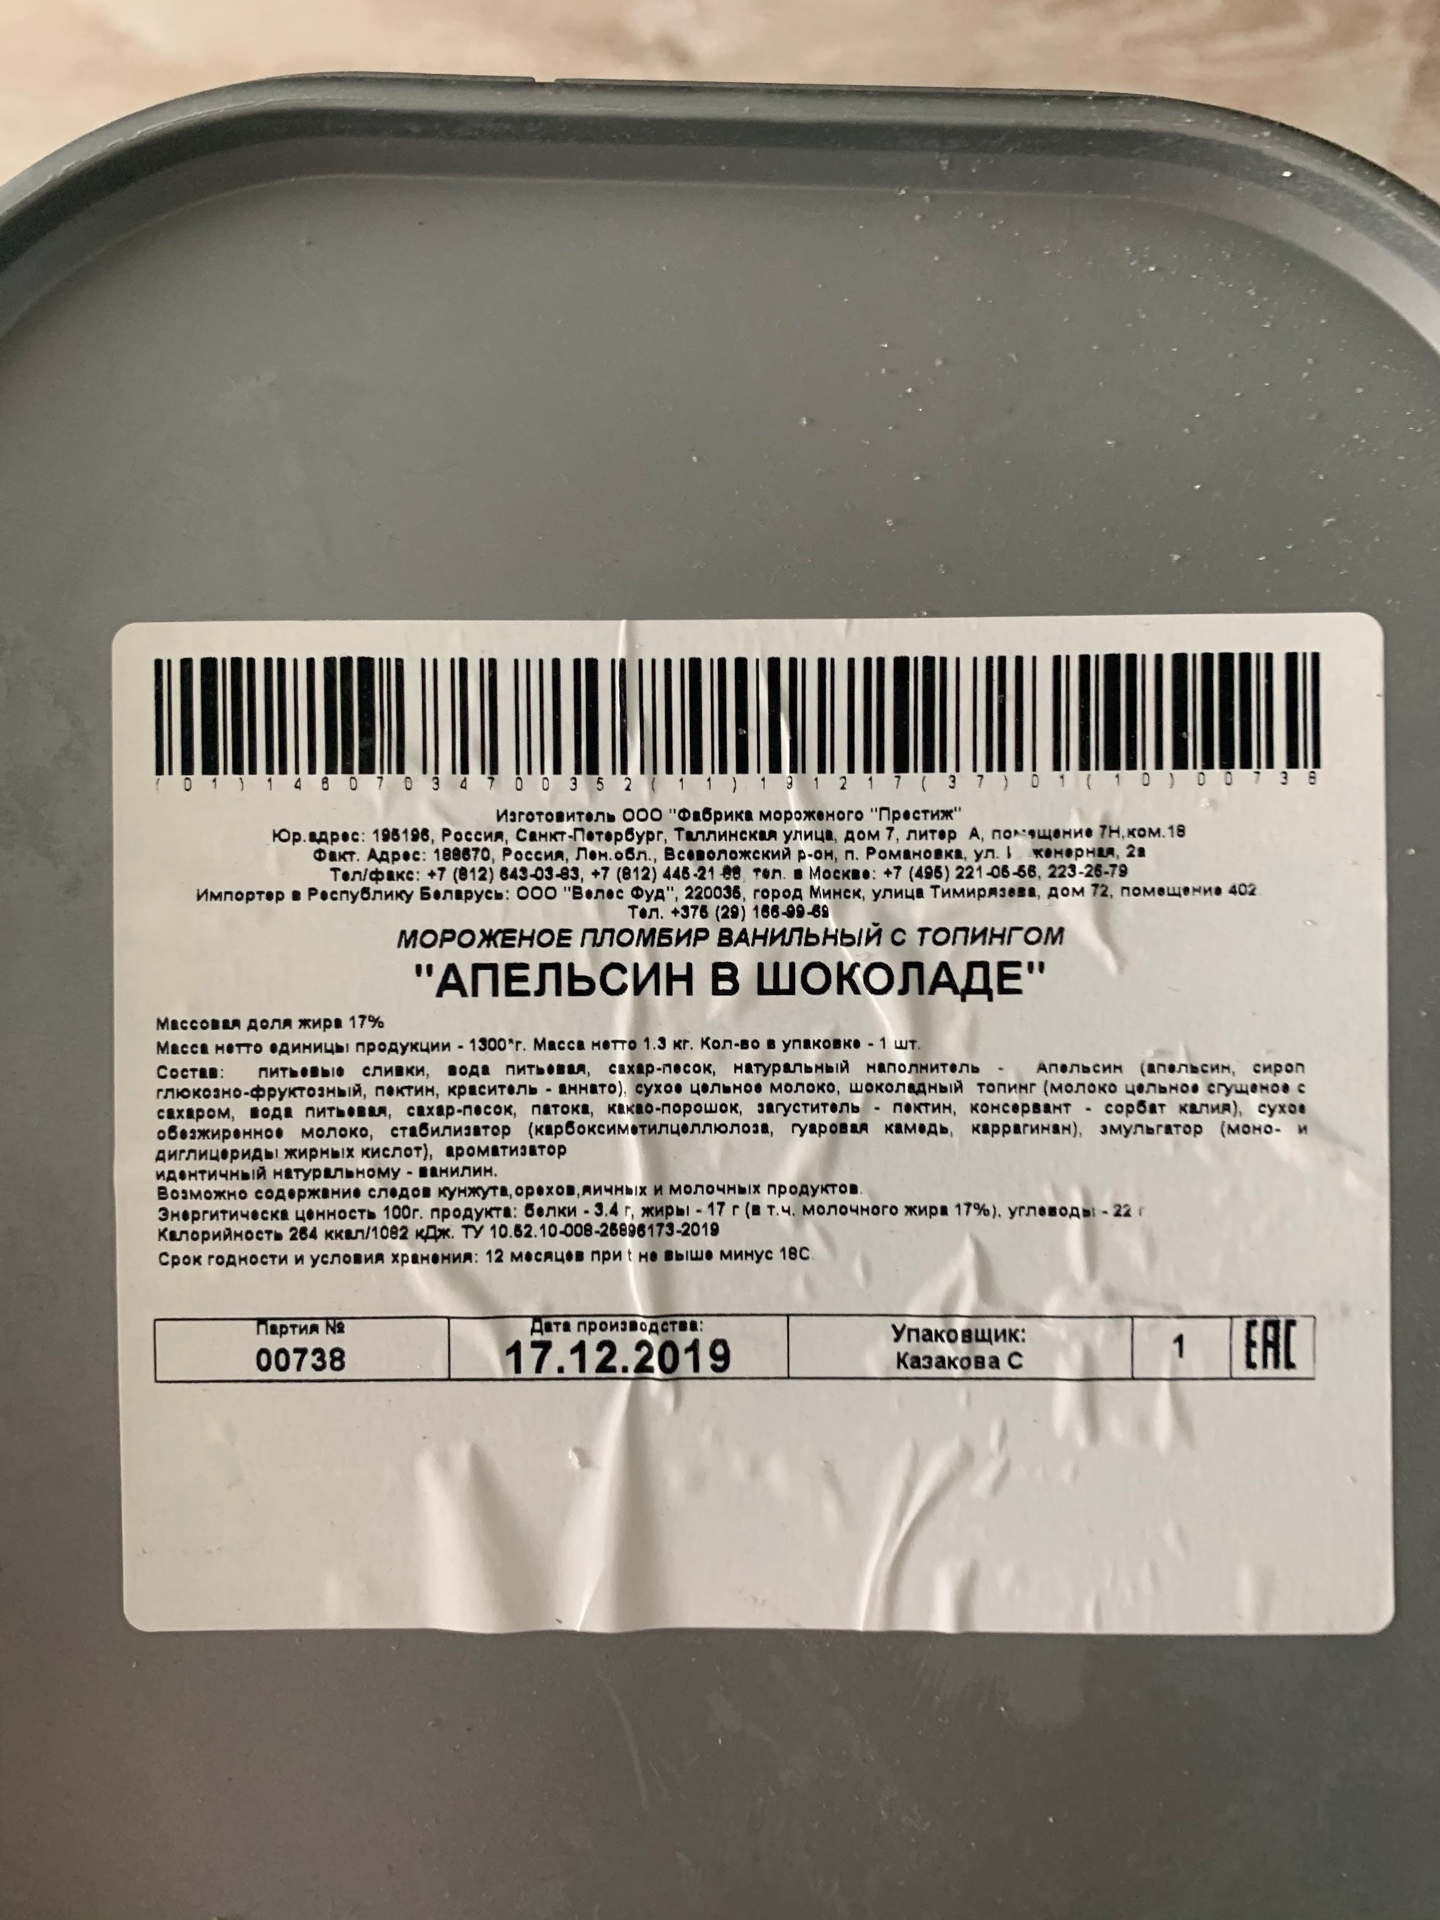 (01)14607034700352(11)191217(37)01(10)00738
Изготовитель ООО "Фабрика мороженого "Престиж"
Юр.адрес: 195196, Россия, Санкт-Петербург, Таллинская улица, дом 7, литер А, помещение 7Н,ком.18
Факт. Адрес: 188670, Россия, Лен.обл., Всеволожский р-он, п. Романовка, ул. 2а
Тел/факс: +7 (812) 643-03-83, +7 (812) тел. в Москве: +7 (495) 223-26-79
Импортер в Республику Беларусь: ООО "Велес Фуд", 220035, город Минск, улица Тимирязева, дом 72, помещение 402
Тел. +375 (29)
МОРОЖЕНОЕ ПЛОМБИР ВАНИЛЬНЫЙ С ТОПИНГОМ
"АПЕЛЬСИН В ШОКОЛАДЕ"
Массовая доля жира 17%
Масса нетто единицы продукции - 1300*г. Масса нетто 1.3 кг. Кол-во в упаковке - 1 шт.
Состав: питьевые сливки, вода питьевая, сахар-песок, натуральный наполнитель - Апельсин (апельсин, сироп
глюкозно-фруктозный, пектин, краситель - аннато), сухое цельное молоко, шоколадный топинг (молоко цельное сгущеное с
сахаром, вода питьевая, сахар-песок, патока, какао-порошок, загуститель - пектин, консервант - сорбат калия), сухое
обезжиренное молоко, стабилизатор (карбоксиметилцеллюлоза, гуаровая камедь, каррагинан), эмульгатор (моно- и
диглицериды жирных кислот), ароматизатор
идентичный натуральному - ванилин.
Возможно содержание следов кунжута,орехов,яичных и молочных продуктов.
Энергитическа ценность 100г. продукта: белки - 3.4 г, жиры - 17 г (в т.ч. молочного жира 17%), углеводы - 22 г
Калорийность 264 ккал/1082 кДж. ТУ 10.52.10-008-25896173-2019
Срок годности и условия хранения: 12 месяцев при t не выше минус 18С.
Партия № Дата производства: Упаковщик:
00738 17.12.2019 Казакова С 1 EAC